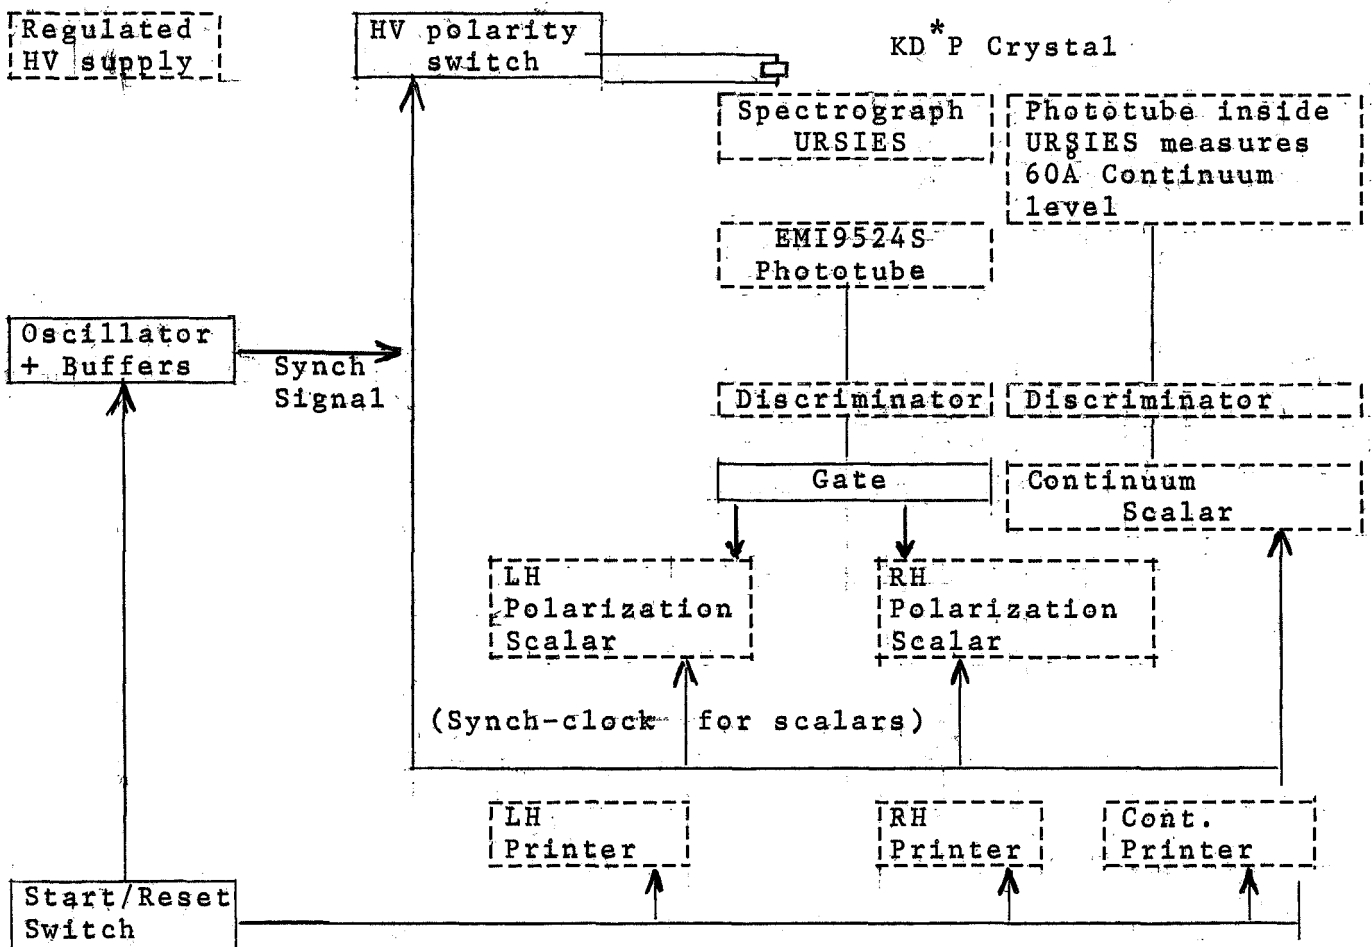 Regulated
HV supply
HV polarity
switch
KD*P Crystal
Spectrograph
URSIES
Phototube inside
URSIES measures
60Å Continuum
level
EMI9524S
Phototube
Oscillator
+ Buffers
Synch
Signal
Discriminator
Discriminator
Gate
Continuum
Scalar
LH
Polarization
Scalar
RH
Polarization
Scalar
(Synch-clock for scalars)
LH
Printer
RH
Printer
Cont.
Printer
Start/Reset
Switch